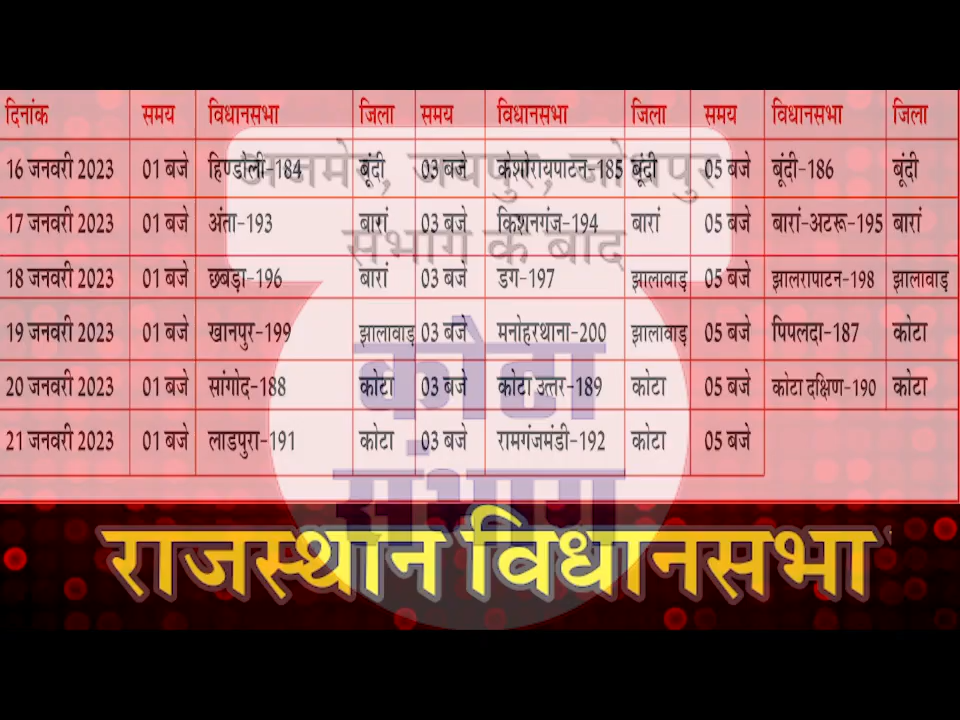 दिनांक समय विधानसभा जिला समय विधानसभा जिला समय विधानसभा जिला
16 जनवरी 2023 01 बजे हिण्डौली-184 बूंदी 03 बजे केशोरायपाटन-185 बूंदी 05 बजे बूंदी-186 बूंदी
17 जनवरी 2023 01 बजे अंता-193 बारां 03 बजे किशनगंज-194 बारां 05 बजे बारां-अटरू-195 बारां
18 जनवरी 2023 01 बजे छबड़ा-196 बारां 03 बजे डग-197 झालावाड़ 05 बजे झालरापाटन-198 झालावाड़
19 जनवरी 2023 01 बजे खानपुर-199 झालावाड़ 03 बजे मनोहरथाना-200 झालावाड़ 05 बजे पिपलदा-187 कोटा
20 जनवरी 2023 01 बजे सांगोद-188 कोटा 03 बजे कोटा उत्तर-189 कोटा 05 बजे कोटा दक्षिण-190 कोटा
21 जनवरी 2023 01 बजे लाडपुरा-191 कोटा 03 बजे रामगंजमंडी-192 कोटा 05 बजे
अजमेर, जयपुर, जोधपुर
संभाग के बाद
कोटा
संभाग
राजस्थान विधानसभा